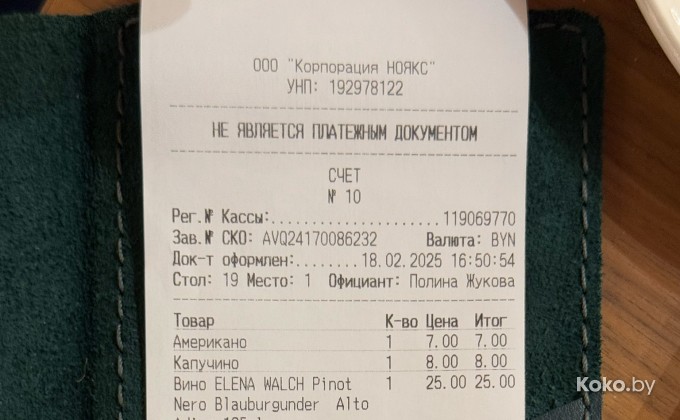 ООО "Корпорация НОЯКС"
УНП: 192978122
НЕ ЯВЛЯЕТСЯ ПЛАТЕЖНЫМ ДОКУМЕНТОМ
СЧЕТ
№ 10
Рег.№ Кассы:.....................119069770
Зав.№ СКО: AVQ24170086232 Валюта: BYN
Док-т оформлен:........18.02.2025 16:50:54
Стол: 19 Место: 1 Официант: Полина Жукова
Товар К-во Цена Итог
Американо 1 7.00 7.00
Капучино 1 8.00 8.00
Вино ELENA WALCH Pinot 1 25.00 25.00
Nero Blauburgunder Alto
Koko.by